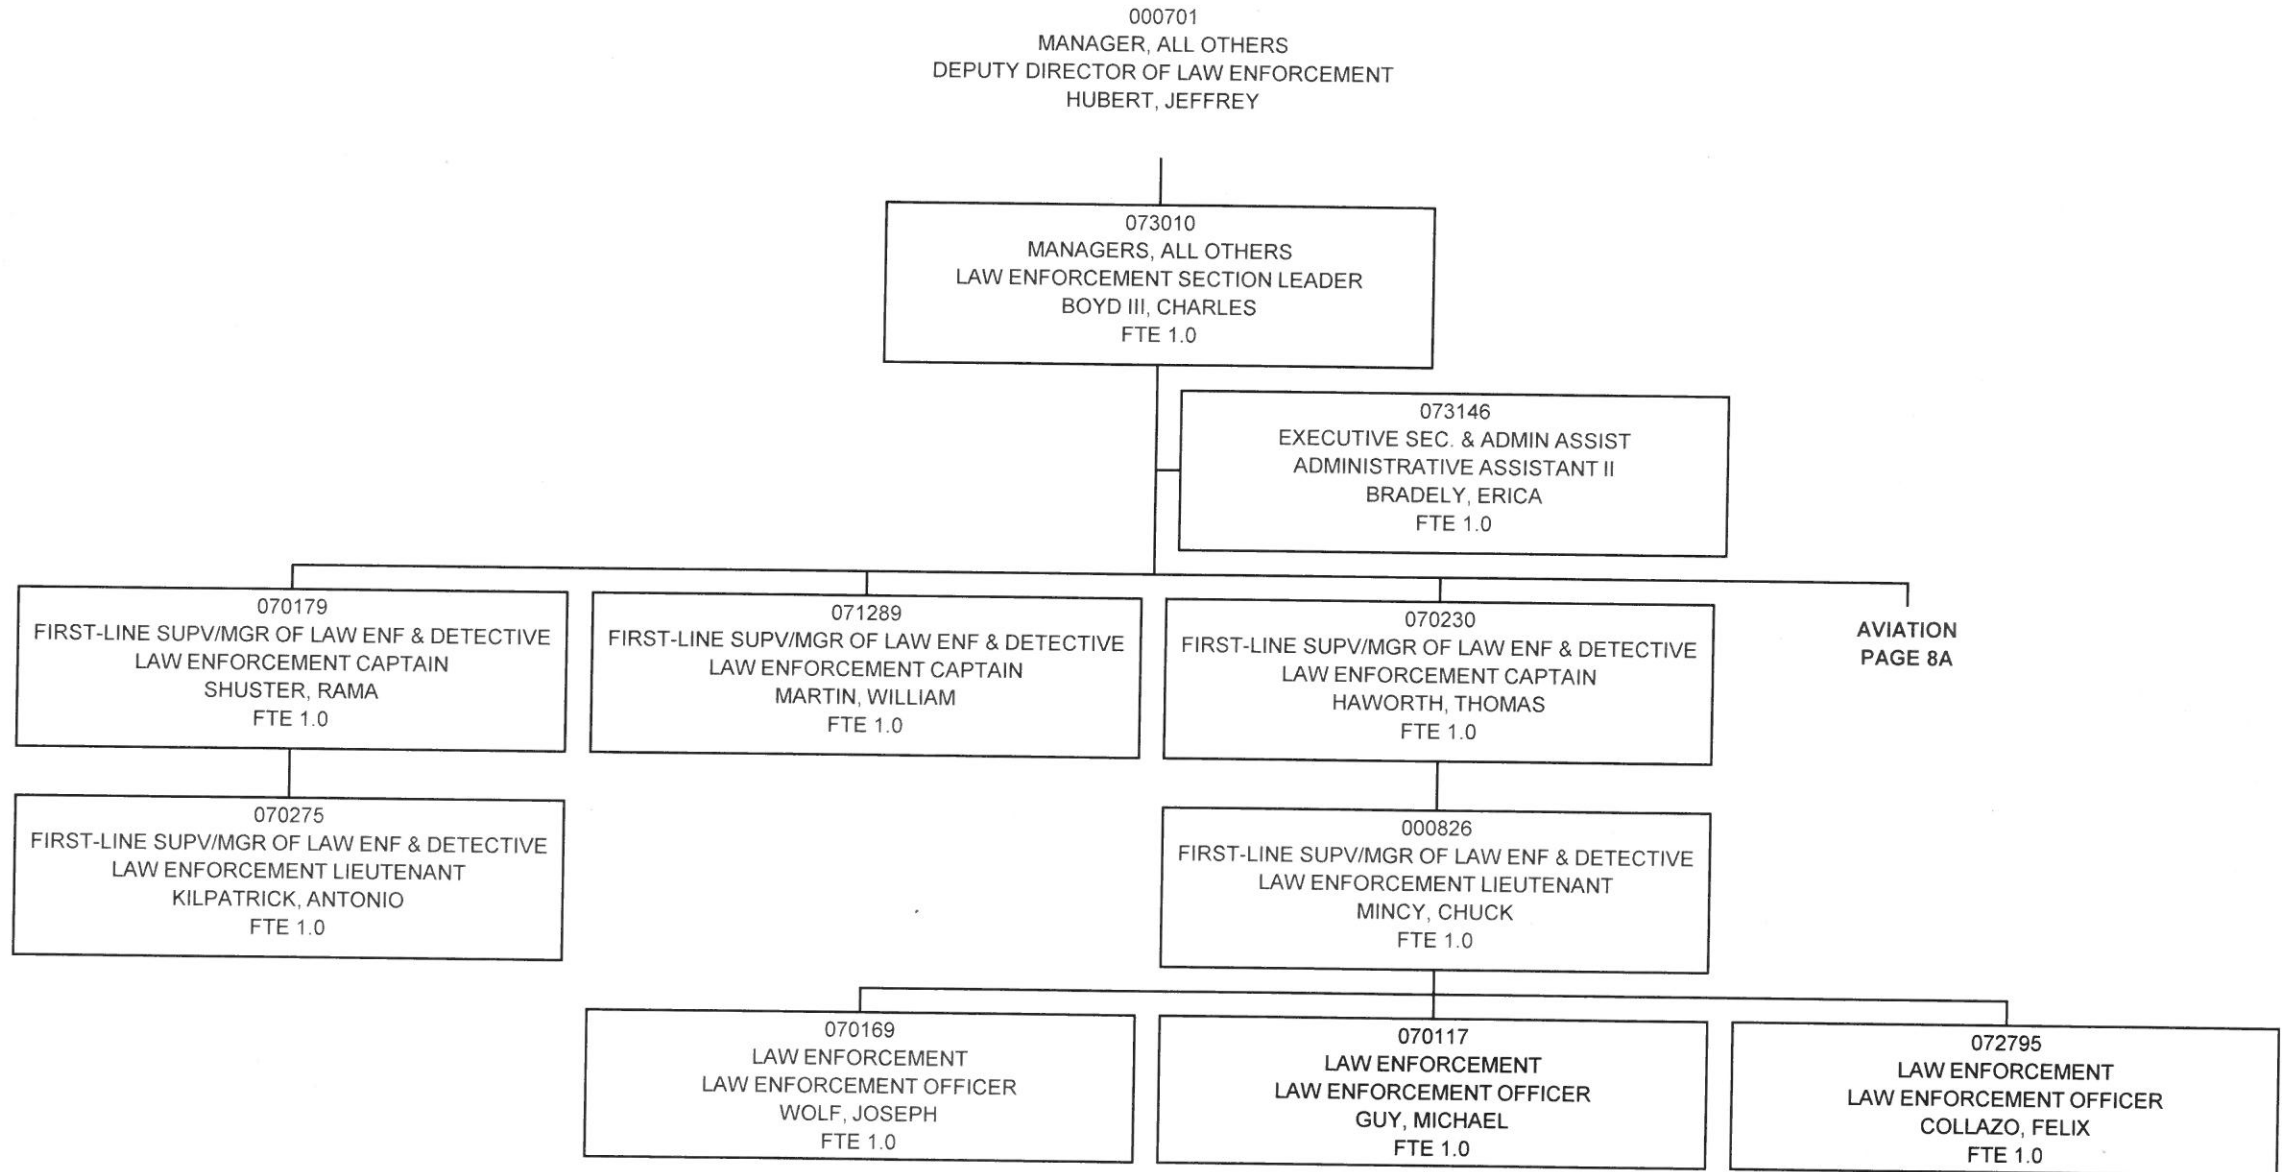 000701
MANAGER, ALL OTHERS
DEPUTY DIRECTOR OF LAW ENFORCEMENT
HUBERT, JEFFREY
073010
MANAGERS, ALL OTHERS
LAW ENFORCEMENT SECTION LEADER
BOYD III, CHARLES
FTE 1.0
073146
EXECUTIVE SEC. & ADMIN ASSIST
ADMINISTRATIVE ASSISTANT II
BRADELY, ERICA
FTE 1.0
070179
FIRST-LINE SUPV/MGR OF LAW ENF & DETECTIVE
LAW ENFORCEMENT CAPTAIN
SHUSTER, RAMA
FTE 1.0
071289
FIRST-LINE SUPV/MGR OF LAW ENF & DETECTIVE
LAW ENFORCEMENT CAPTAIN
MARTIN, WILLIAM
FTE 1.0
070230
FIRST-LINE SUPV/MGR OF LAW ENF & DETECTIVE
LAW ENFORCEMENT CAPTAIN
HAWORTH, THOMAS
FTE 1.0
AVIATION
PAGE 8A
070275
FIRST-LINE SUPV/MGR OF LAW ENF & DETECTIVE
LAW ENFORCEMENT LIEUTENANT
KILPATRICK, ANTONIO
FTE 1.0
000826
FIRST-LINE SUPV/MGR OF LAW ENF & DETECTIVE
LAW ENFORCEMENT LIEUTENANT
MINCY, CHUCK
FTE 1.0
070169
LAW ENFORCEMENT
LAW ENFORCEMENT OFFICER
WOLF, JOSEPH
FTE 1.0
070117
LAW ENFORCEMENT
LAW ENFORCEMENT OFFICER
GUY, MICHAEL
FTE 1.0
072795
LAW ENFORCEMENT
LAW ENFORCEMENT OFFICER
COLLAZO, FELIX
FTE 1.0